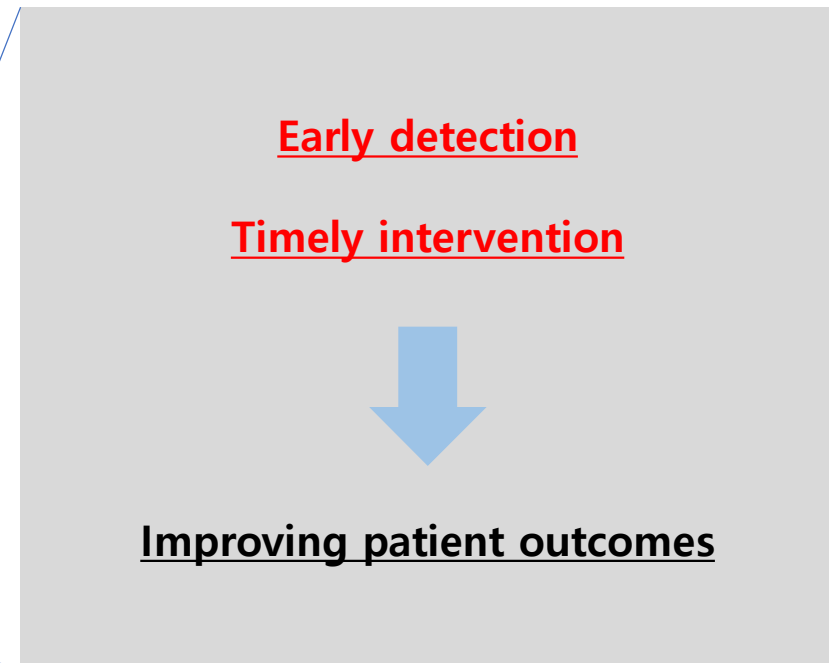 Early detection
Timely intervention
Improving patient outcomes